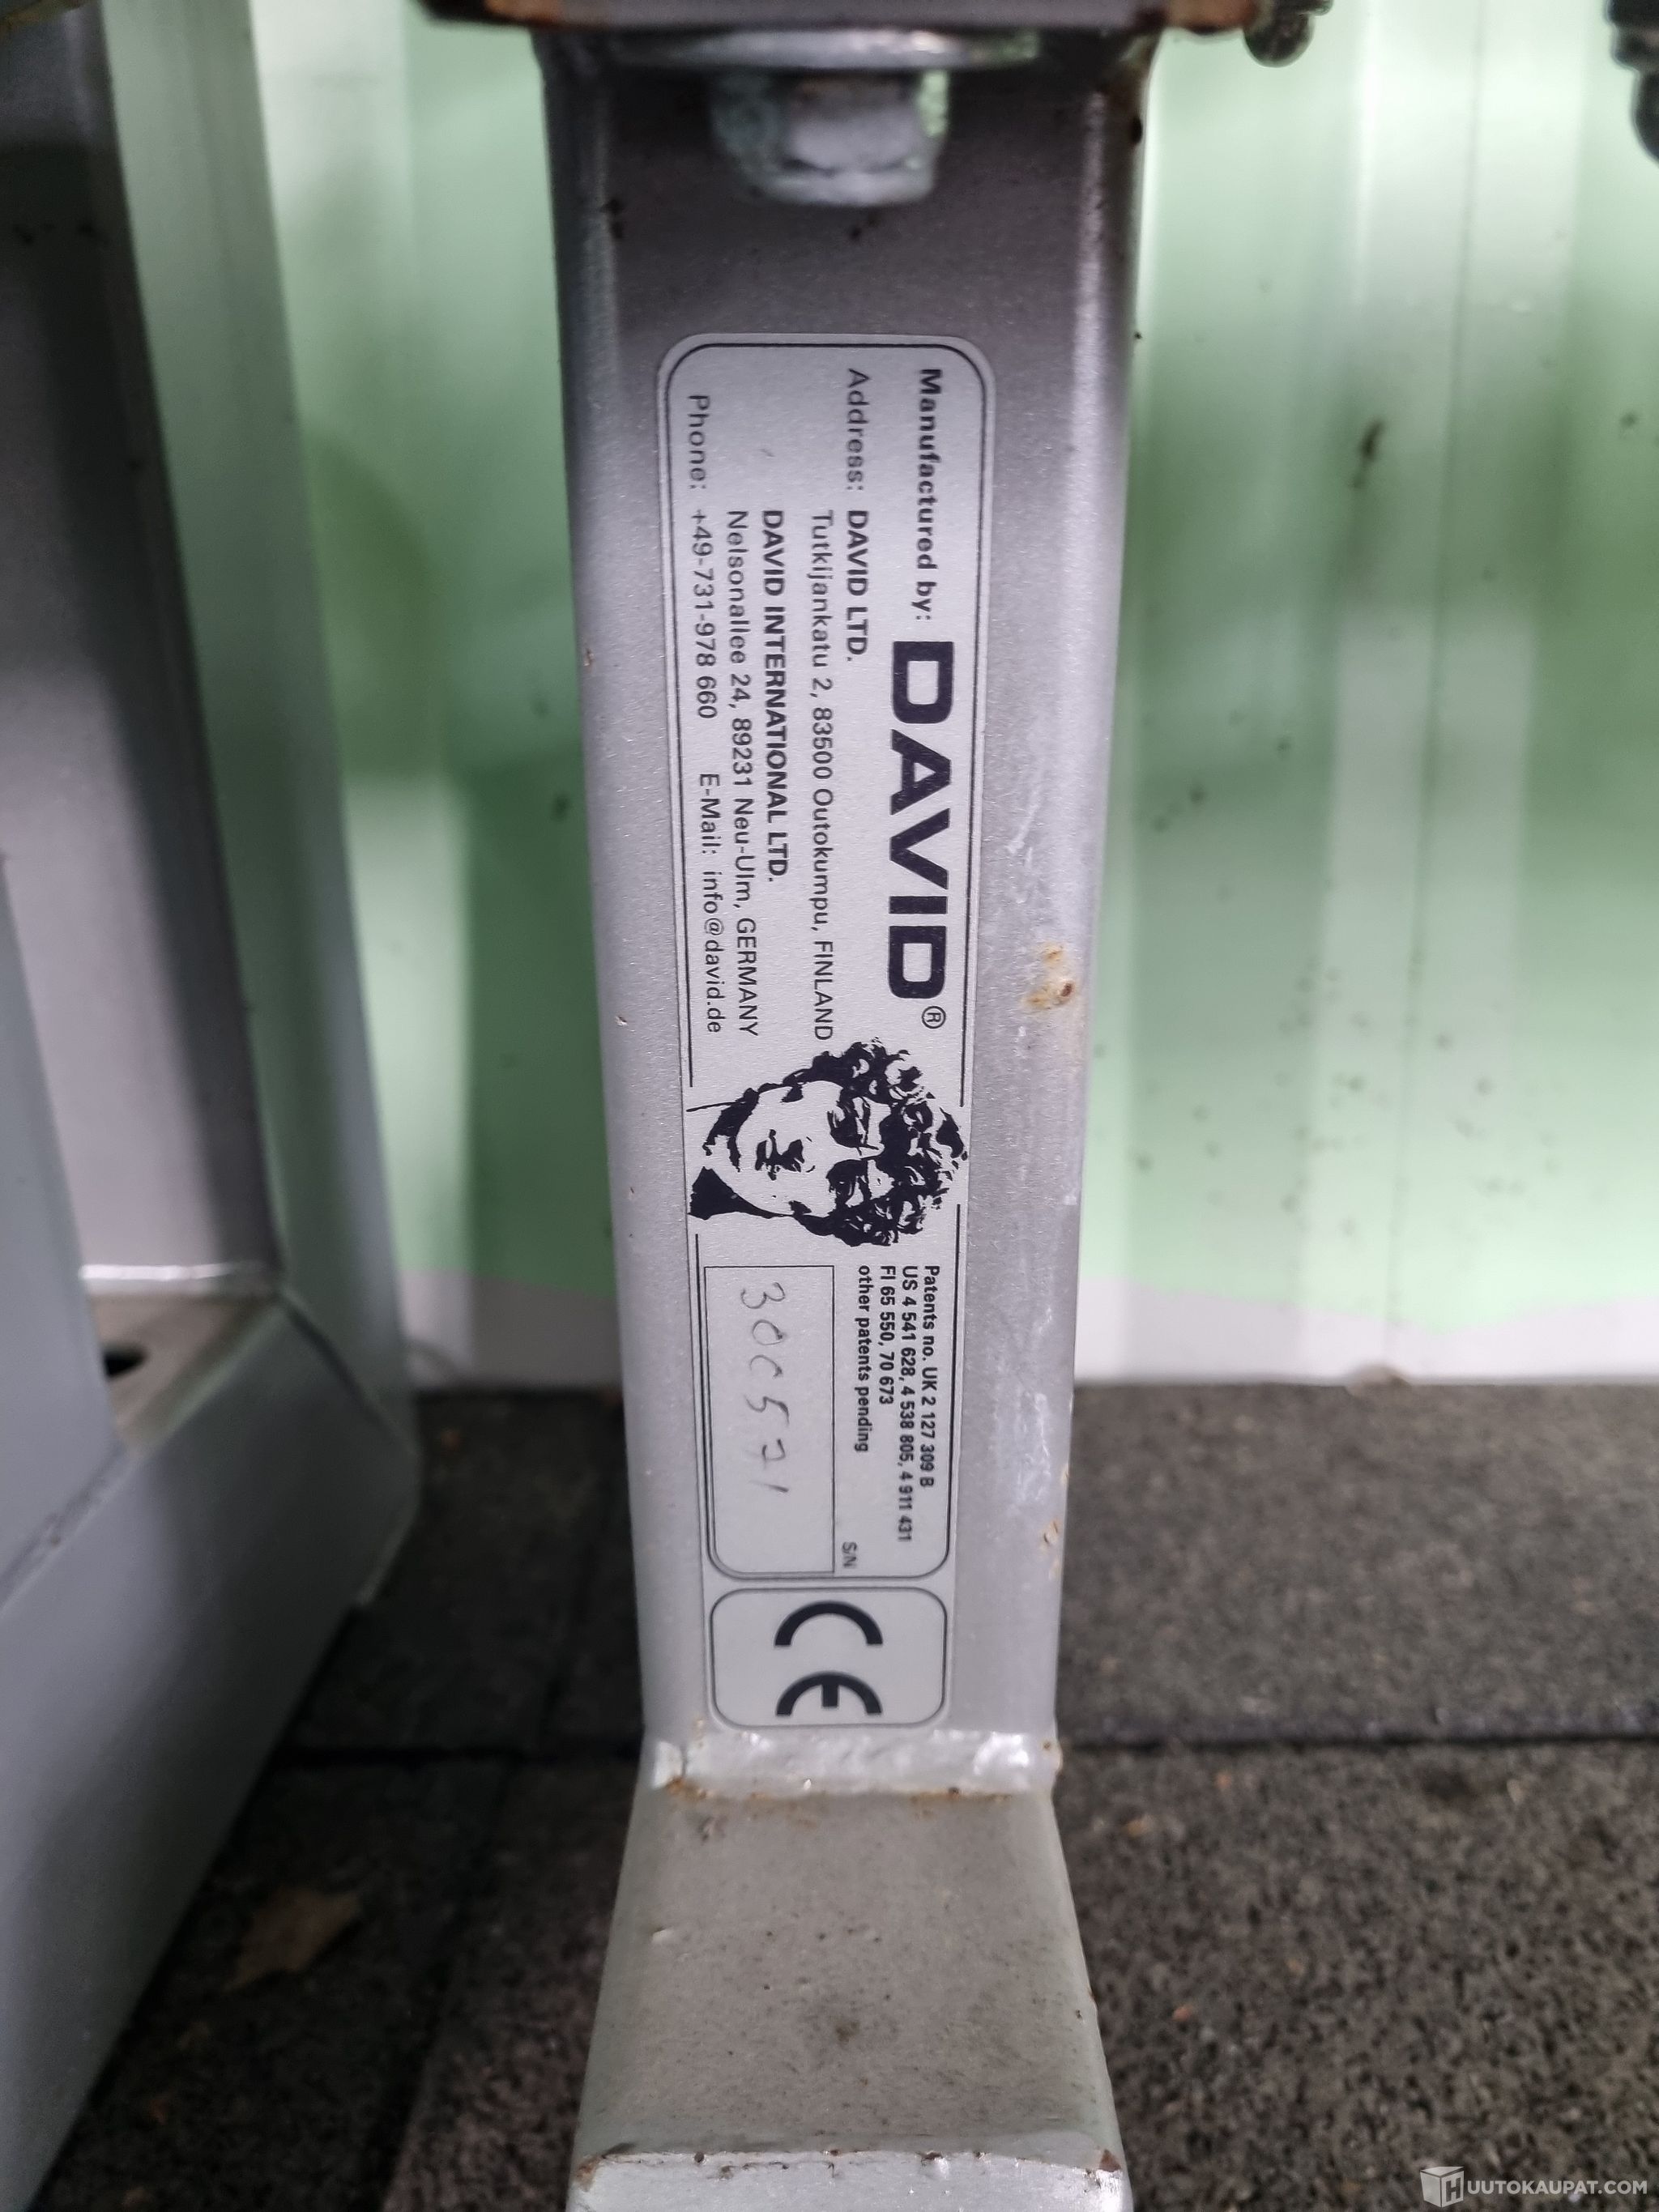 Manufactured by: DAVID®
Address: DAVID LTD.
Tutkijankatu 2, 83500 Outokumpu, FINLAND
DAVID INTERNATIONAL LTD.
Nelsonallee 24, 89231 Neu-Ulm, GERMANY
Phone: +49-731-978 660 E-Mail: info@david.de
Patents no. UK 2 127 309 B
US 4 541 628, 4 538 805, 4 911 431
FI 65 550, 70 673
other patents pending
S/N
30C571
CE
HUUTOKAUPAT.COM